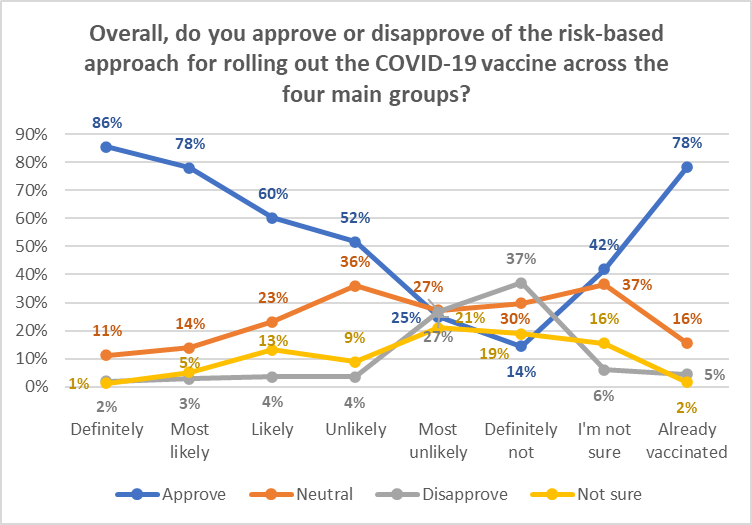 Overall, do you approve or disapprove of the risk-based
approach for rolling out the COVID-19 vaccine across the
four main groups?
90%
80%
70%
60%
50%
40%
30%
20%
10%
0%
86%
78%
60%
52%
25%
14%
42%
78%
11%
14%
23%
36%
27%
30%
37%
16%
2%
3%
4%
4%
27%
37%
6%
5%
1%
5%
13%
9%
21%
19%
16%
2%
Definitely
Most
likely
Likely
Unlikely
Most
unlikely
Definitely
not
I'm not
sure
Already
vaccinated
Approve
Neutral
Disapprove
Not sure